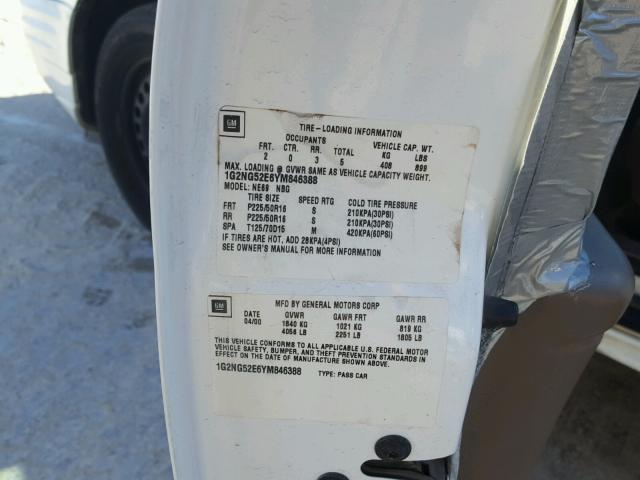 GM
TIRE-LOADING INFORMATION
OCCUPANTS VEHICLE CAP. WT.
FRT. CTR. RR. TOTAL KG LBS
2 0 3 5 408 899
MAX. LOADING @ GVWR SAME AS VEHICLE CAPACITY WEIGHT.
1G2NG52E6YM846388
MODEL: NE69 NBG
TIRE SIZE SPEED RTG COLD TIRE PRESSURE
FRT P225/50R16 S 210KPA(30PSI)
RR P225/50R16 S 210KPA(30PSI)
SPA T125/70D15 M 420KPA(60PSI)
IF TIRES ARE HOT, ADD 28KPA(4PSI)
SEE OWNER'S MANUAL FOR MORE INFORMATION
GM
MFD BY GENERAL MOTORS CORP
DATE GVWR GAWR FRT GAWR RR
04/00 1840 KG 1021 KG 819 KG
4056 LB 2251 LB 1805 LB
THIS VEHICLE CONFORMS TO ALL APPLICABLE U.S. FEDERAL MOTOR
VEHICLE SAFETY, BUMPER, AND THEFT PREVENTION STANDARDS
IN EFFECT ON THE DATE OF MANUFACTURE SHOWN ABOVE.
1G2NG52E6YM846388 TYPE: PASS CAR